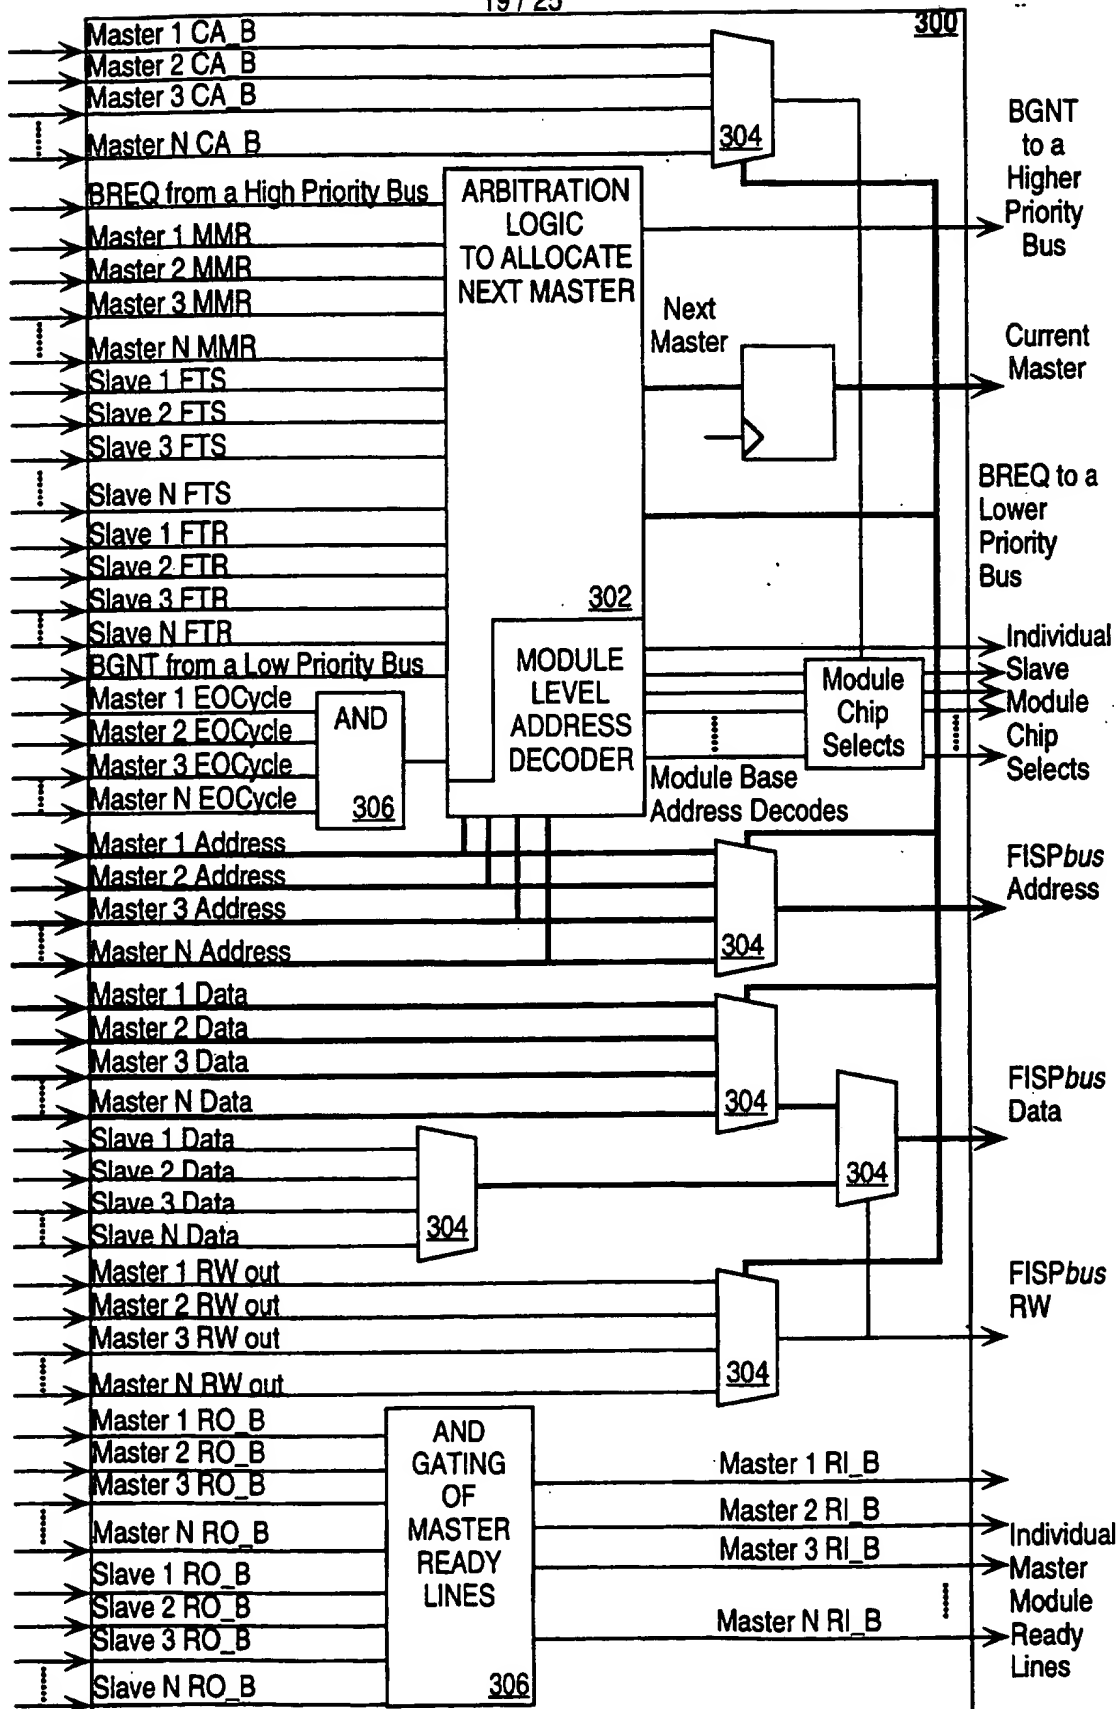 19 / 25
300
Master 1 CA_B
Master 2 CA_B
Master 3 CA_B
Master N CA_B
304
BGNT
to a
Higher
Priority
Bus
BREQ from a High Priority Bus
Master 1 MMR
Master 2 MMR
Master 3 MMR
Master N MMR
Slave 1 FTS
Slave 2 FTS
Slave 3 FTS
Slave N FTS
Slave 1 FTR
Slave 2 FTR
Slave 3 FTR
Slave N FTR
BGNT from a Low Priority Bus
ARBITRATION
LOGIC
TO ALLOCATE
NEXT MASTER
302
Next
Master
Current
Master
BREQ to a
Lower
Priority
Bus
MODULE
LEVEL
ADDRESS
DECODER
Module
Chip
Selects
Individual
Slave
Module
Chip
Selects
Module Base
Address Decodes
Master 1 EOCycle
Master 2 EOCycle
Master 3 EOCycle
Master N EOCycle
AND
306
Master 1 Address
Master 2 Address
Master 3 Address
Master N Address
304
FISPbus
Address
Master 1 Data
Master 2 Data
Master 3 Data
Master N Data
304
Slave 1 Data
Slave 2 Data
Slave 3 Data
Slave N Data
304
304
FISPbus
Data
Master 1 RW out
Master 2 RW out
Master 3 RW out
Master N RW out
304
FISPbus
RW
Master 1 RO_B
Master 2 RO_B
Master 3 RO_B
Master N RO_B
Slave 1 RO_B
Slave 2 RO_B
Slave 3 RO_B
Slave N RO_B
AND
GATING
OF
MASTER
READY
LINES
306
Master 1 RI_B
Master 2 RI_B
Master 3 RI_B
Master N RI_B
Individual
Master
Module
Ready
Lines